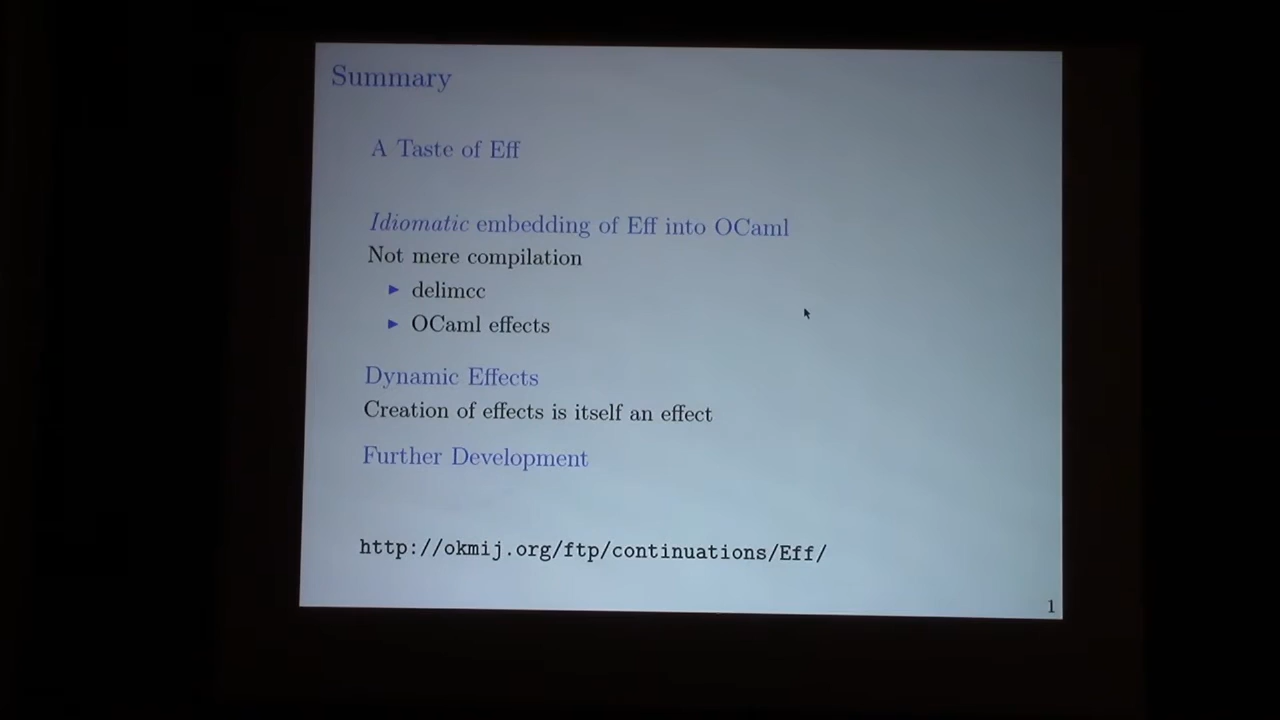 Summary
A Taste of Eff
Idiomatic embedding of Eff into OCaml
Not mere compilation
▶ delimcc
▶ OCaml effects
Dynamic Effects
Creation of effects is itself an effect
Further Development
http://okmij.org/ftp/continuations/Eff/
1